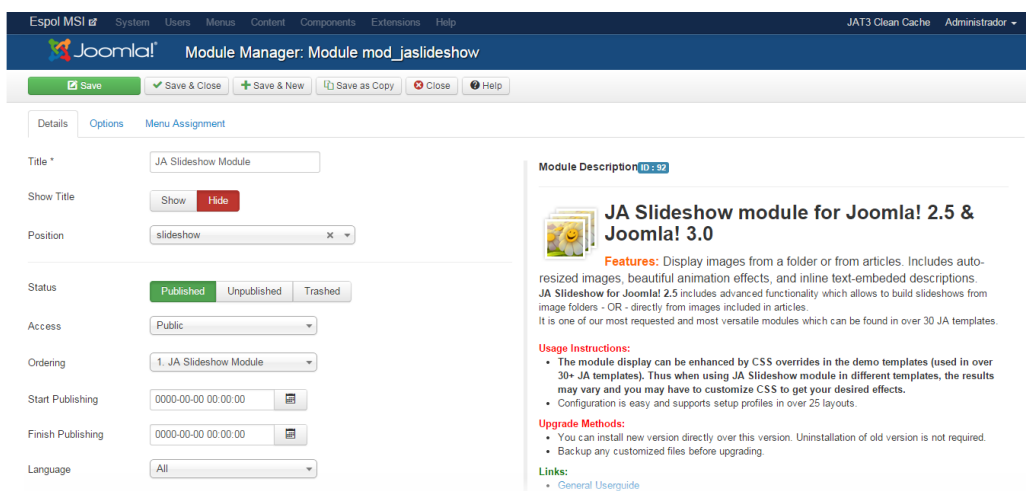 Espol MSI System Users Menus Content Components Extensions Help JAT3 Clean Cache Administrador
Joomla! Module Manager: Module mod_jaslideshow
Save Save & Close Save & New Save as Copy Close Help
Details Options Menu Assignment
Title * JA Slideshow Module
Show Title Show Hide
Position slideshow
Status Published Unpublished Trashed
Access Public
Ordering 1. JA Slideshow Module
Start Publishing 0000-00-00 00:00:00
Finish Publishing 0000-00-00 00:00:00
Language All
Module Description ID : 92
JA Slideshow module for Joomla! 2.5 &
Joomla! 3.0
Features: Display images from a folder or from articles. Includes auto-
resized images, beautiful animation effects, and inline text-embeded descriptions.
JA Slideshow for Joomla! 2.5 includes advanced functionality which allows to build slideshows from
image folders - OR - directly from images included in articles.
It is one of our most requested and most versatile modules which can be found in over 30 JA templates.
Usage Instructions:
• The module display can be enhanced by CSS overrides in the demo templates (used in over
30+ JA templates). Thus when using JA Slideshow module in different templates, the results
may vary and you may have to customize CSS to get your desired effects.
• Configuration is easy and supports setup profiles in over 25 layouts.
Upgrade Methods:
• You can install new version directly over this version. Uninstallation of old version is not required.
• Backup any customized files before upgrading.
Links:
• General Userguide